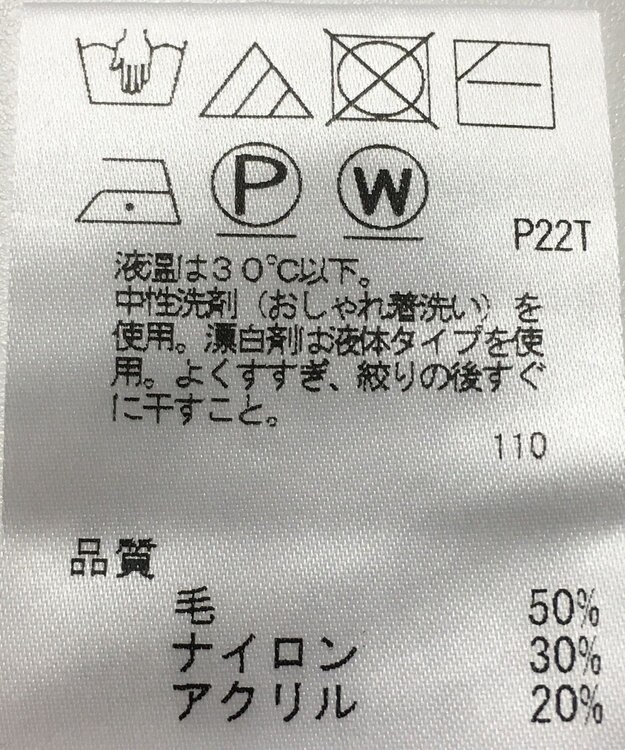 P W
P22T
液温は30℃以下。
中性洗剤（おしゃれ着洗い）を
使用。漂白剤は液体タイプを使
用。よくすすぎ、絞りの後すぐ
に干すこと。
110
品質
毛 50%
ナイロン 30%
アクリル 20%